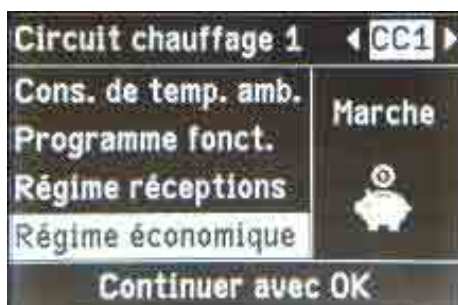 Circuit chauffage 1 CC1
Cons. de temp. amb.
Programme fonct.
Régime réceptions
Régime économique
Marche
Continuer avec OK